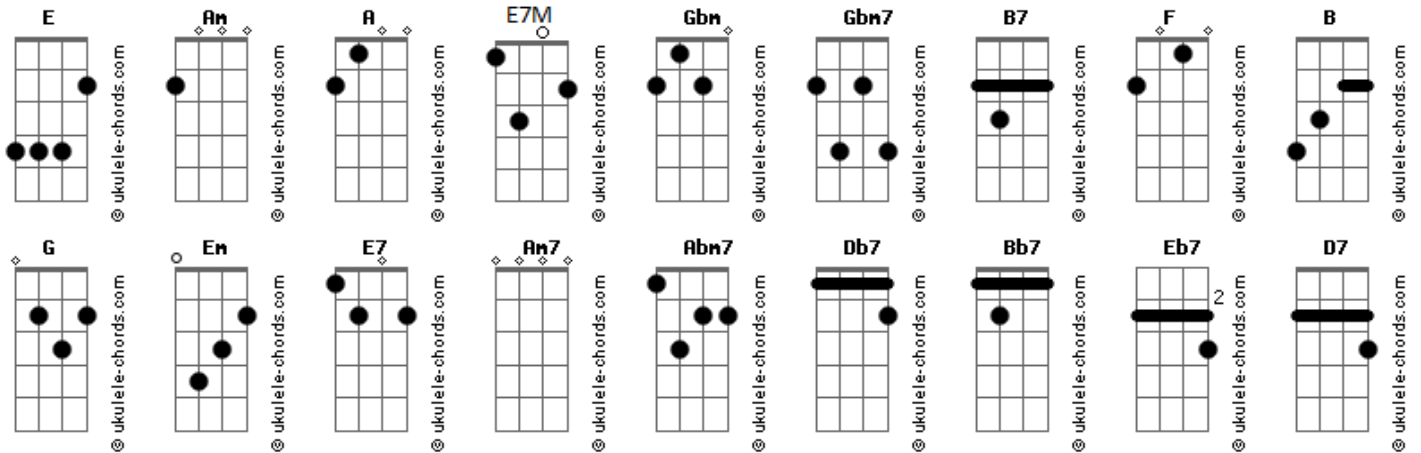 E Am A E7M Gbm Gbm7 B7 F B
© ukulele-chords.com © ukulele-chords.com © ukulele-chords.com © ukulele-chords.com © ukulele-chords.com © ukulele-chords.com © ukulele-chords.com © ukulele-chords.com © ukulele-chords.com
G Em E7 Am7 Abm7 Db7 Bb7 Eb7 D7
2
© ukulele-chords.com © ukulele-chords.com © ukulele-chords.com © ukulele-chords.com © ukulele-chords.com © ukulele-chords.com © ukulele-chords.com © ukulele-chords.com © ukulele-chords.com